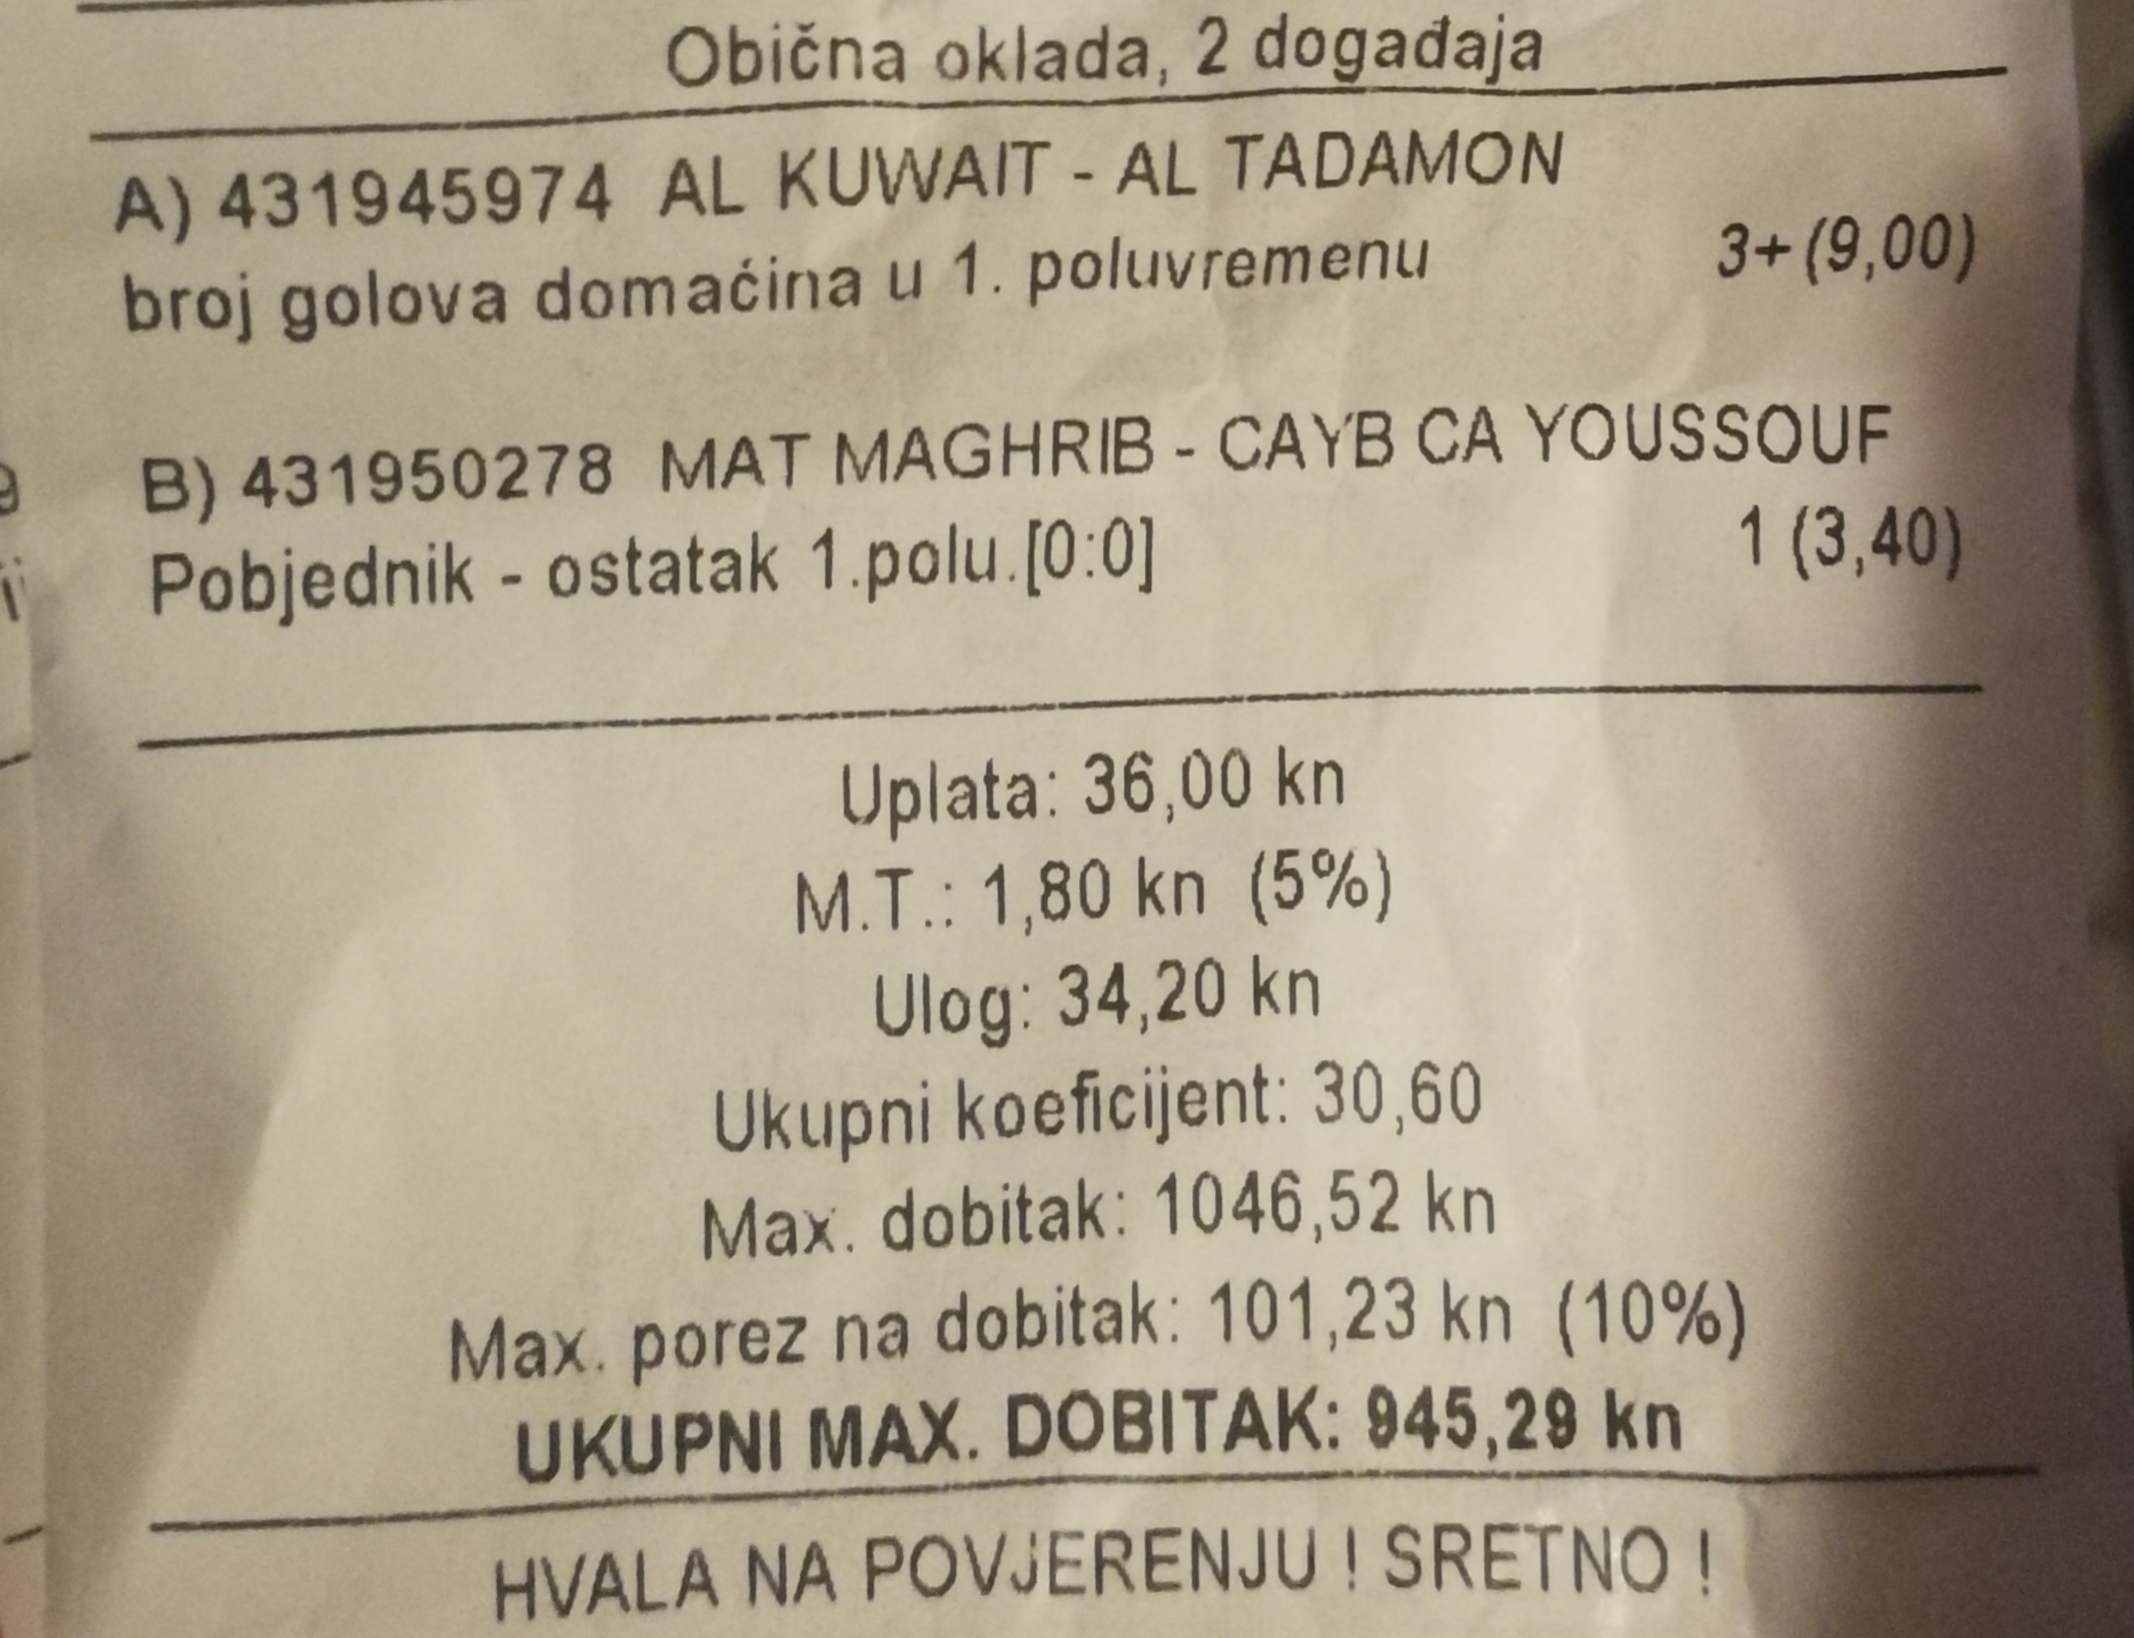 Obična oklada, 2 događaja
A) 431945974 AL KUWAIT - AL TADAMON
broj golova domaćina u 1. poluvremenu 3+ (9,00)
B) 431950278 MAT MAGHRIB - CAYB CA YOUSSOUF
Pobjednik - ostatak 1.polu.[0:0] 1 (3,40)
Uplata: 36,00 kn
M.T.: 1,80 kn (5%)
Ulog: 34,20 kn
Ukupni koeficijent: 30,60
Max. dobitak: 1046,52 kn
Max. porez na dobitak: 101,23 kn (10%)
UKUPNI MAX. DOBITAK: 945,29 kn
HVALA NA POVJERENJU ! SRETNO !